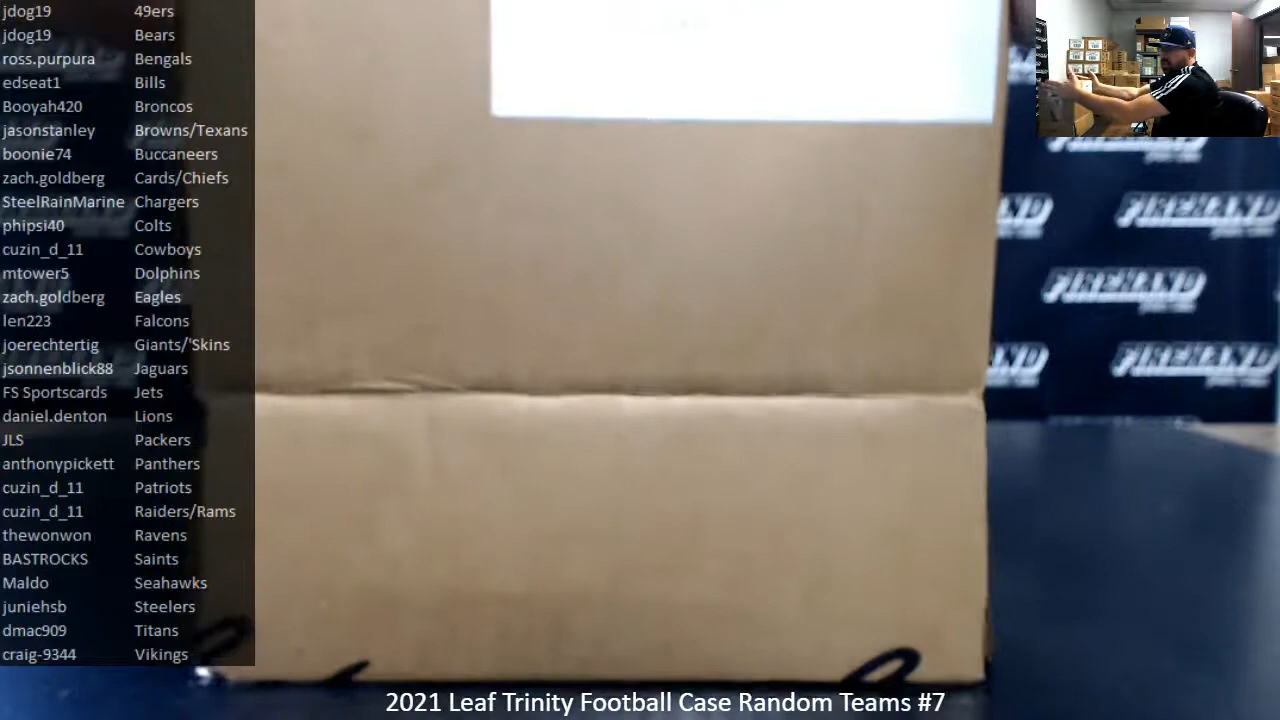 jdog19 49ers
jdog19 Bears
ross.purpura Bengals
edseat1 Bills
Booyah420 Broncos
jasonstanley Browns/Texans
boonie74 Buccaneers
zach.goldberg Cards/Chiefs
SteelRainMarine Chargers
phipsi40 Colts
cuzin_d_11 Cowboys
mtower5 Dolphins
zach.goldberg Eagles
len223 Falcons
joerechtertig Giants/'Skins
jsonnenblick88 Jaguars
FS Sportscards Jets
daniel.denton Lions
JLS Packers
anthonypickett Panthers
cuzin_d_11 Patriots
cuzin_d_11 Raiders/Rams
thewonwon Ravens
BASTROCKS Saints
Maldo Seahawks
juniehsb Steelers
dmac909 Titans
craig-9344 Vikings
FIREHAND
FIREHAND
FIREHAND
2021 Leaf Trinity Football Case Random Teams #7